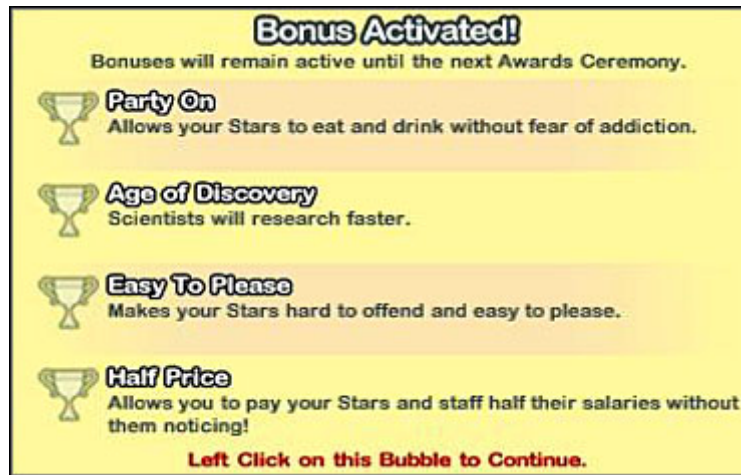 Bonus Activated!
Bonuses will remain active until the next Awards Ceremony.
Party On
Allows your Stars to eat and drink without fear of addiction.
Age of Discovery
Scientists will research faster.
Easy To Please
Makes your Stars hard to offend and easy to please.
Half Price
Allows you to pay your Stars and staff half their salaries without
them noticing!
Left Click on this Bubble to Continue.